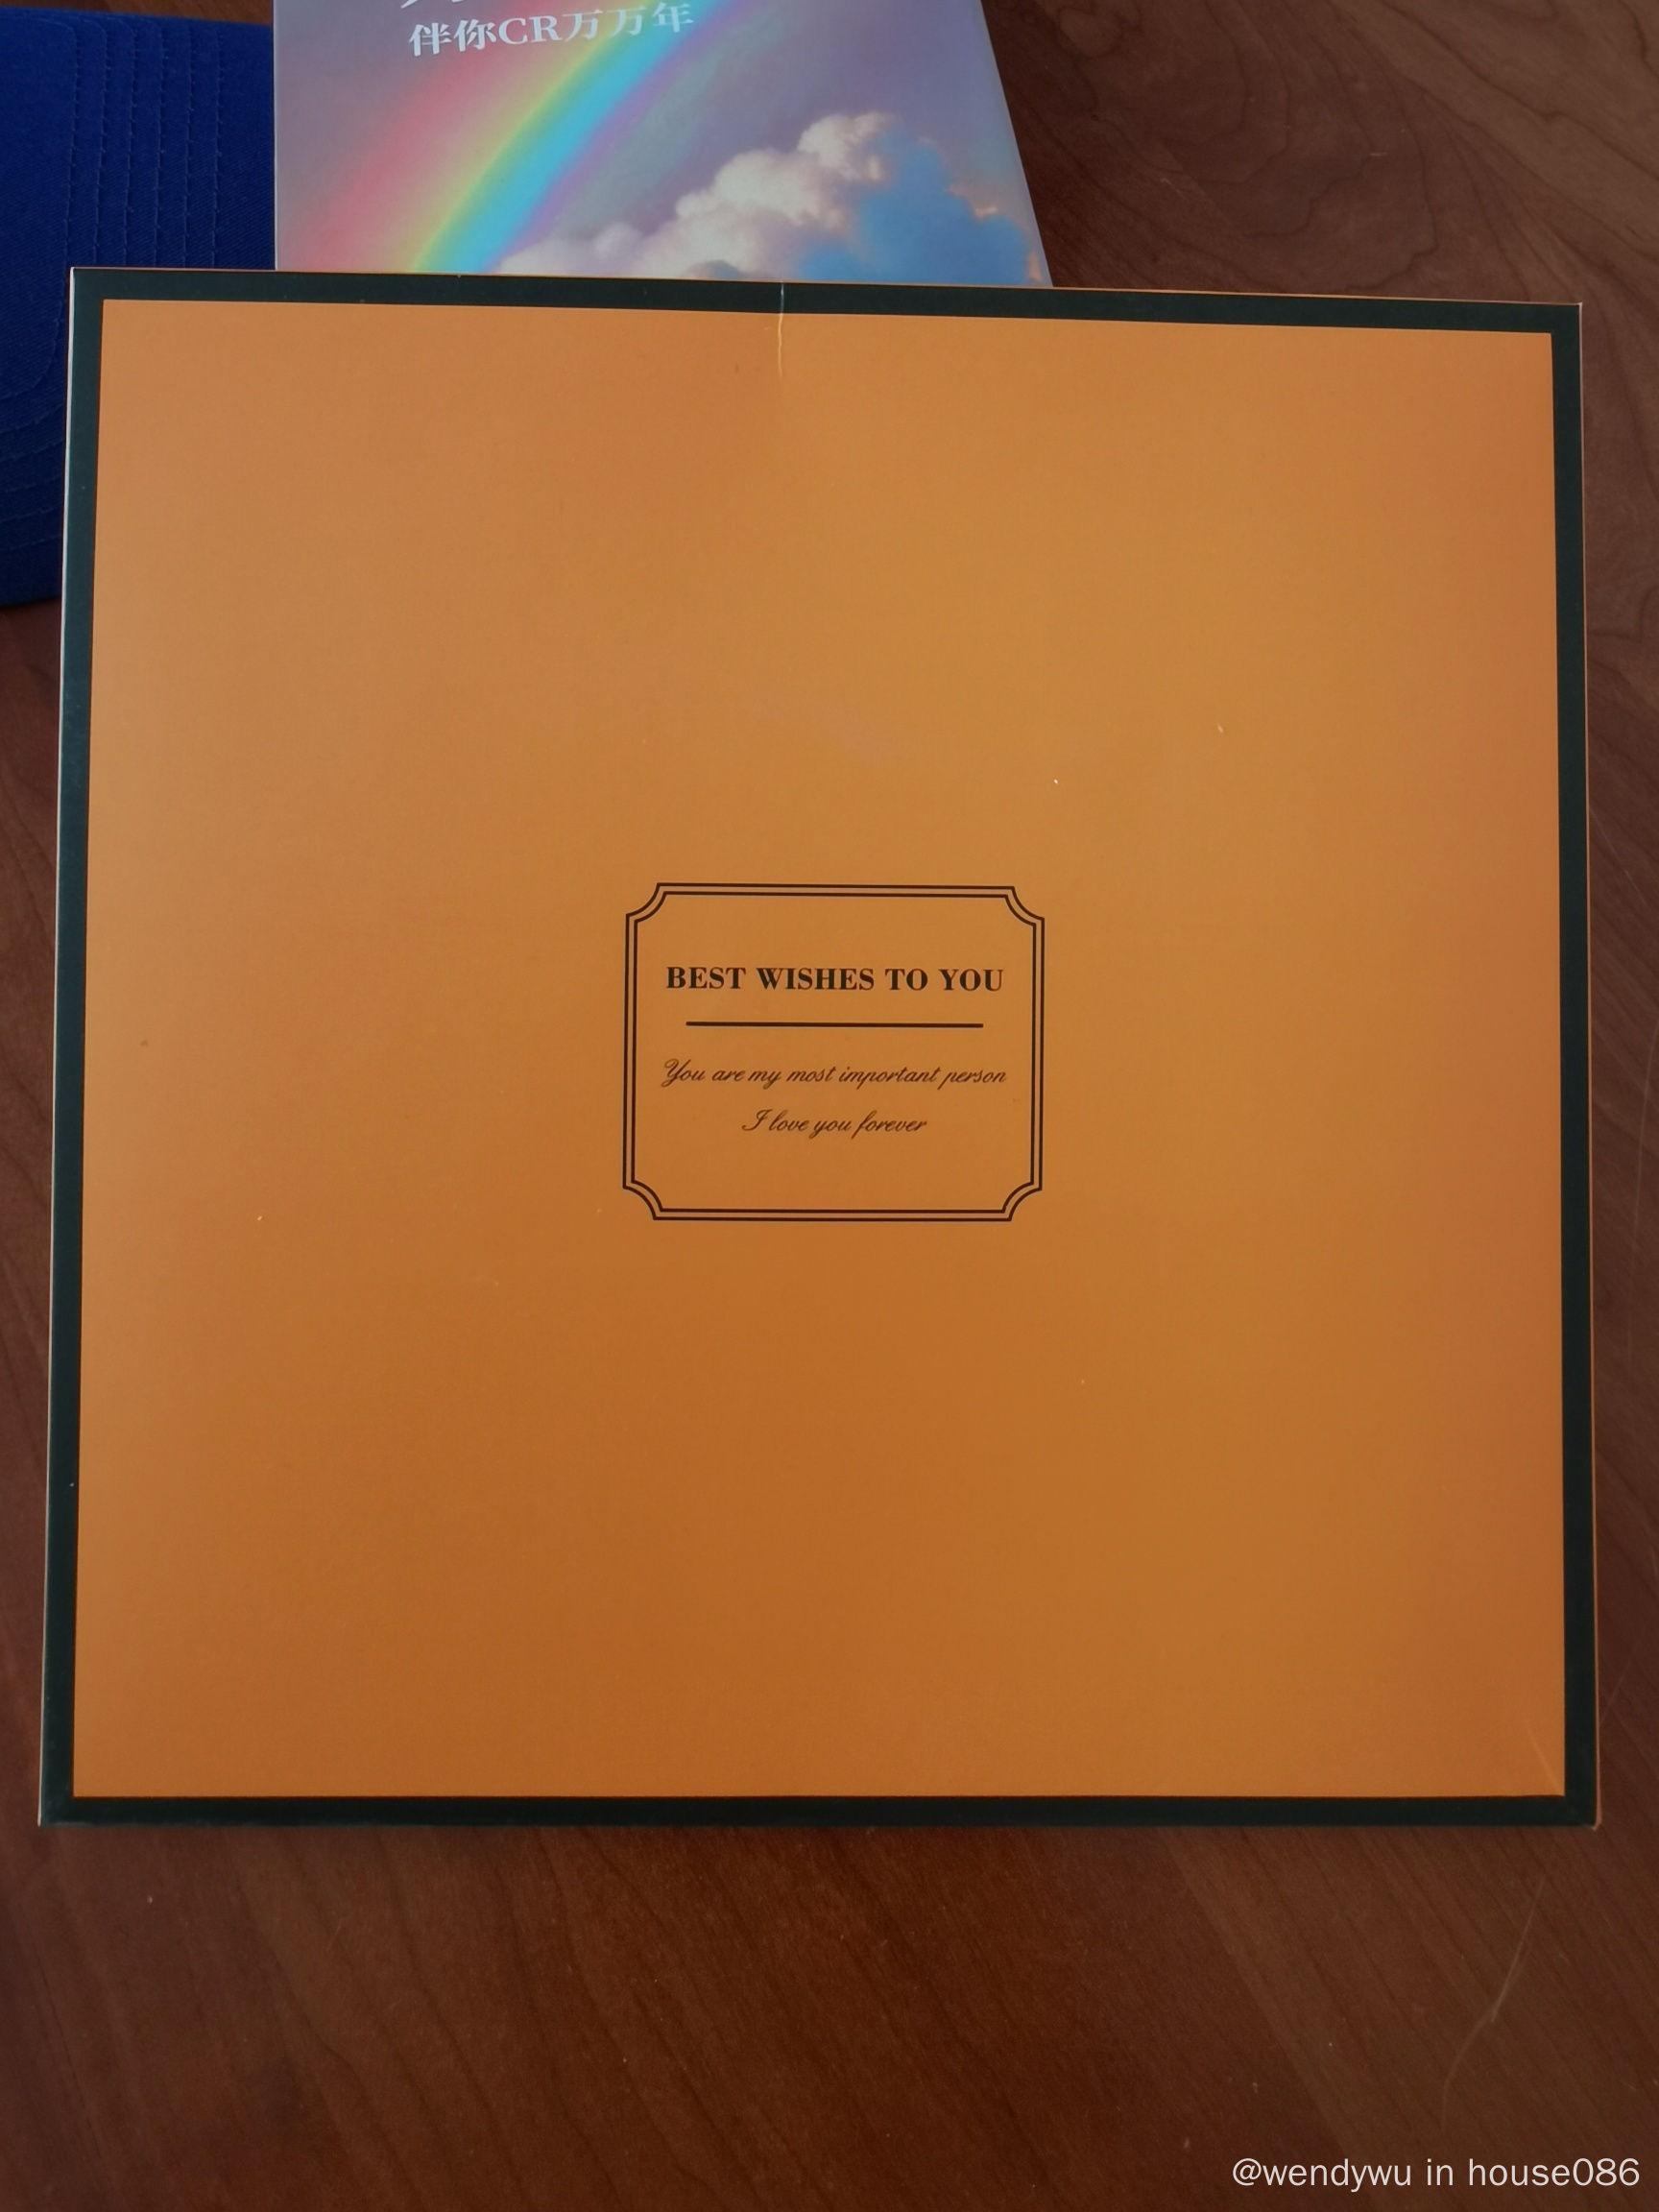 伴你CR万万年
BEST WISHES TO YOU
You are my most important person
I love you forever
@wendywu in house086